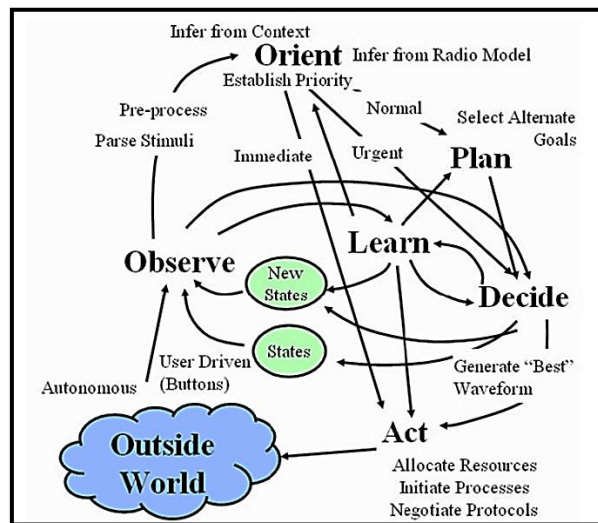 Infer from Context
Orient
Infer from Radio Model
Establish Priority
Pre-process
Normal
Parse Stimuli
Select Alternate
Goals
Immediate
Urgent
Plan
Learn
Observe
New
States
Decide
States
User Driven
(Buttons)
Autonomous
Generate “Best”
Waveform
Outside
World
Act
Allocate Resources
Initiate Processes
Negotiate Protocols